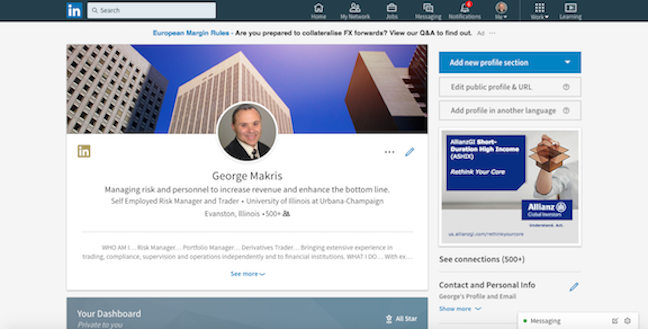 in
Search
Home
My Network
Jobs
Messaging
Notifications
Me
Work
Learning
European Margin Rules - Are you prepared to collateralise FX forwards? View our Q&A to find out. Ad
in
George Makris
Managing risk and personnel to increase revenue and enhance the bottom line.
Self Employed Risk Manager and Trader • University of Illinois at Urbana-Champaign
Evanston, Illinois • 500+
WHO AM I... Risk Manager... Portfolio Manager... Derivatives Trader... Bringing extensive experience in
trading, compliance, supervision and operations independently and to financial institutions. WHAT I DO... With ex...
See more
Your Dashboard
Private to you
All Star
Add new profile section
Edit public profile & URL
Add profile in another language
AllianzGI Short-
Duration High Income
(ASHIX)
Rethink Your Core
Allianz
Global Investors
Understand. Act.
us.allianzgi.com/rethinkyourcore
See connections (500+)
Contact and Personal Info
George's Profile and Email
Show more
Messaging